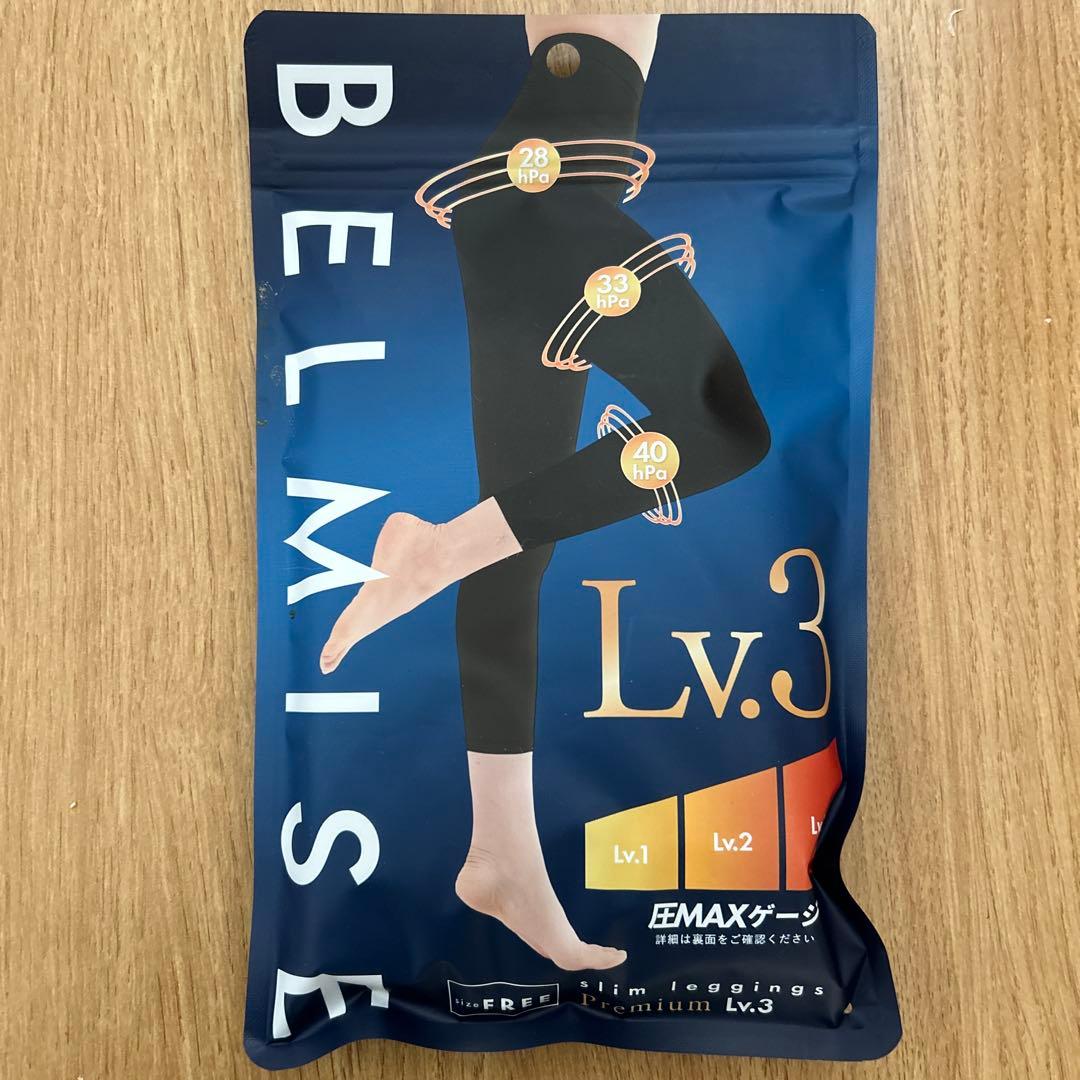 BELMISE
28
hPa
33
hPa
40
hPa
Lv.3
Lv.1
Lv.2
圧MAXゲージ
詳細は裏面をご確認ください
Size FREE
slim leggings
Premium Lv.3